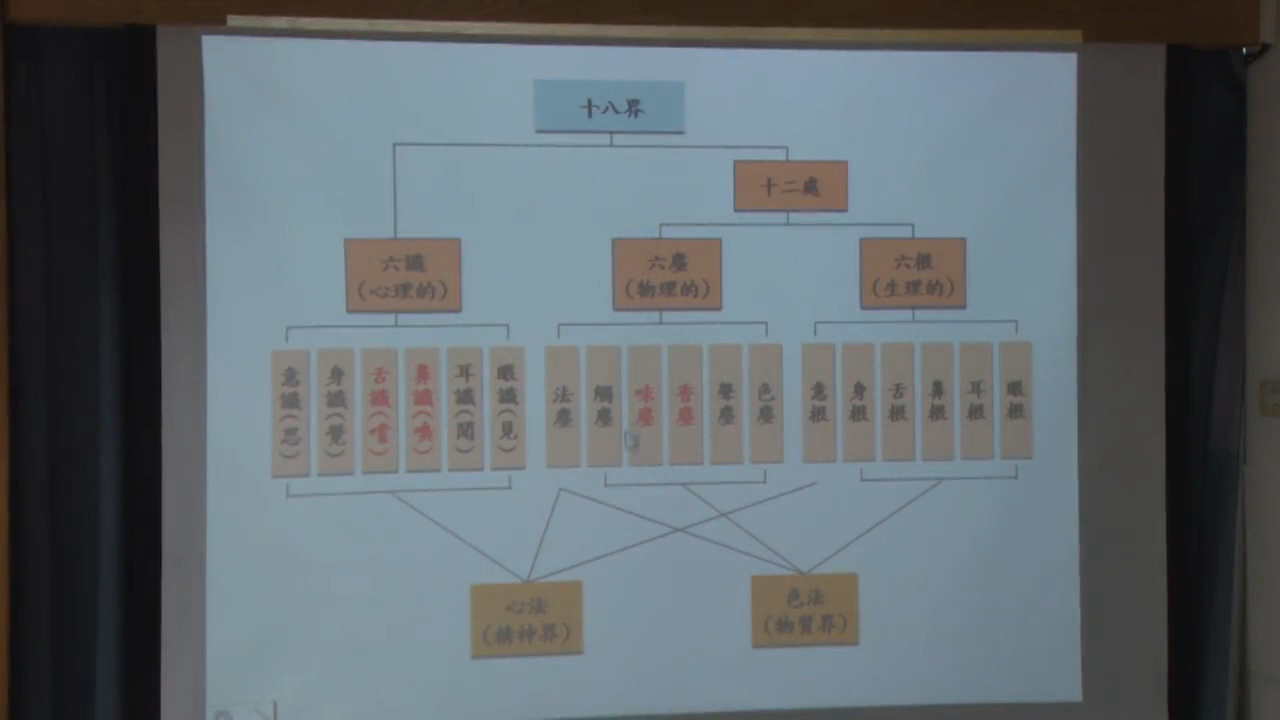 十八界
十二處
六識
(心理的)
六塵
(物理的)
六根
(生理的)
意識(思)
身識(覺)
舌識(嚐)
鼻識(嗅)
耳識(聞)
眼識(見)
法塵
觸塵
味塵
香塵
聲塵
色塵
意根
身根
舌根
鼻根
耳根
眼根
心法
(精神界)
色法
(物質界)